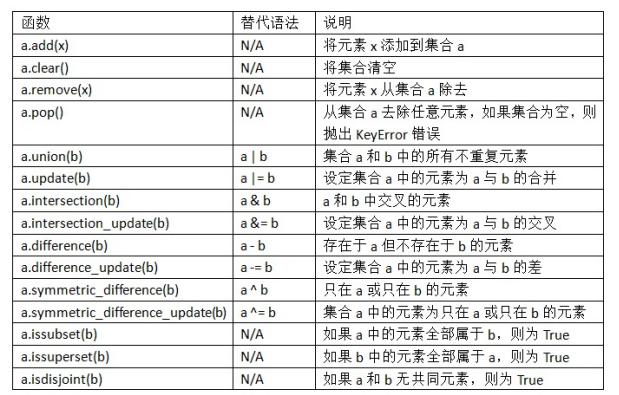 函数 替代语法 说明
a.add(x) N/A 将元素 x 添加到集合 a
a.clear() N/A 将集合清空
a.remove(x) N/A 将元素 x 从集合 a 除去
a.pop() N/A 从集合 a 去除任意元素，如果集合为空，则
抛出 KeyError 错误
a.union(b) a | b 集合 a 和 b 中的所有不重复元素
a.update(b) a |= b 设定集合 a 中的元素为 a 与 b 的合并
a.intersection(b) a & b a 和 b 中交叉的元素
a.intersection_update(b) a &= b 设定集合 a 中的元素为 a 与 b 的交叉
a.difference(b) a - b 存在于 a 但不存在于 b 的元素
a.difference_update(b) a -= b 设定集合 a 中的元素为 a 与 b 的差
a.symmetric_difference(b) a ^ b 只在 a 或只在 b 的元素
a.symmetric_difference_update(b) a ^= b 集合 a 中的元素为只在 a 或只在 b 的元素
a.issubset(b) N/A 如果 a 中的元素全部属于 b，则为 True
a.issuperset(b) N/A 如果 b 中的元素全部属于 a，则为 True
a.isdisjoint(b) N/A 如果 a 和 b 无共同元素，则为 True